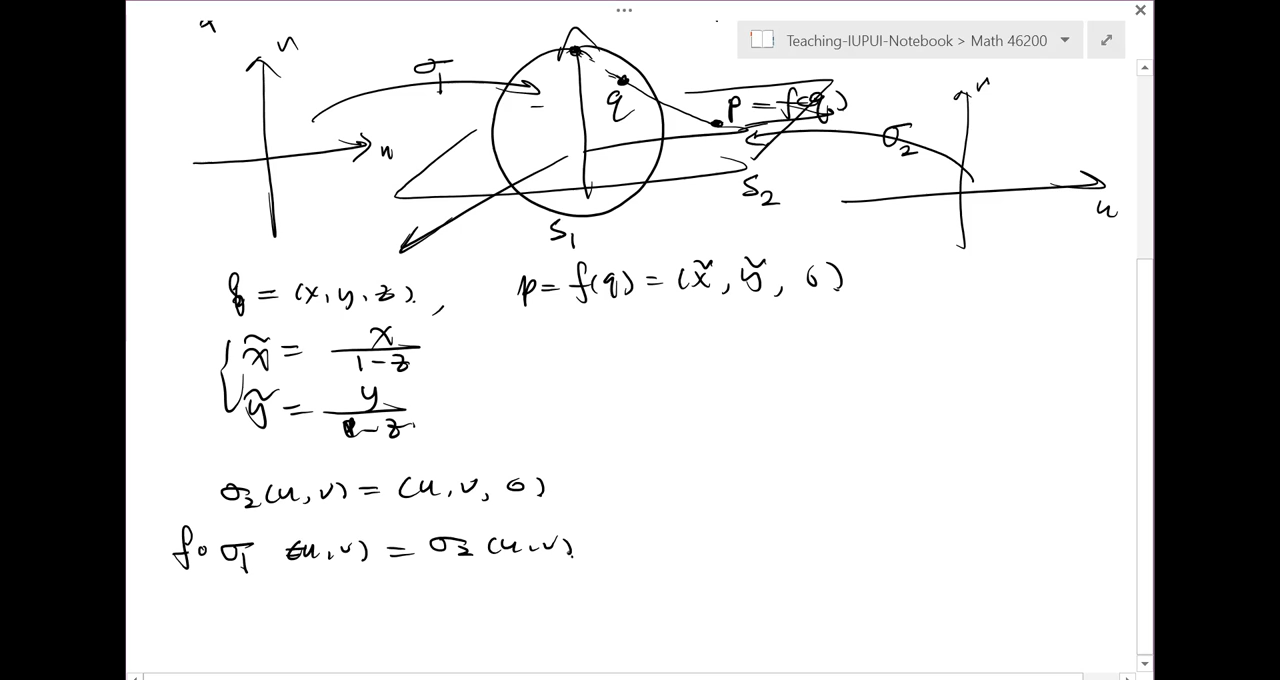 Teaching-IUPUI-Notebook > Math 46200
u
σ₁
q
p = f(q)
σ₂
u
S₂
S₁
q = (x, y, z),
p = f(q) = (x̃, ỹ, 0)
x̃ = x / (1-z)
ỹ = y / (1-z)
σ₂(u, v) = (u, v, 0)
f∘σ₁ (u, v) = σ₂ (u, v).